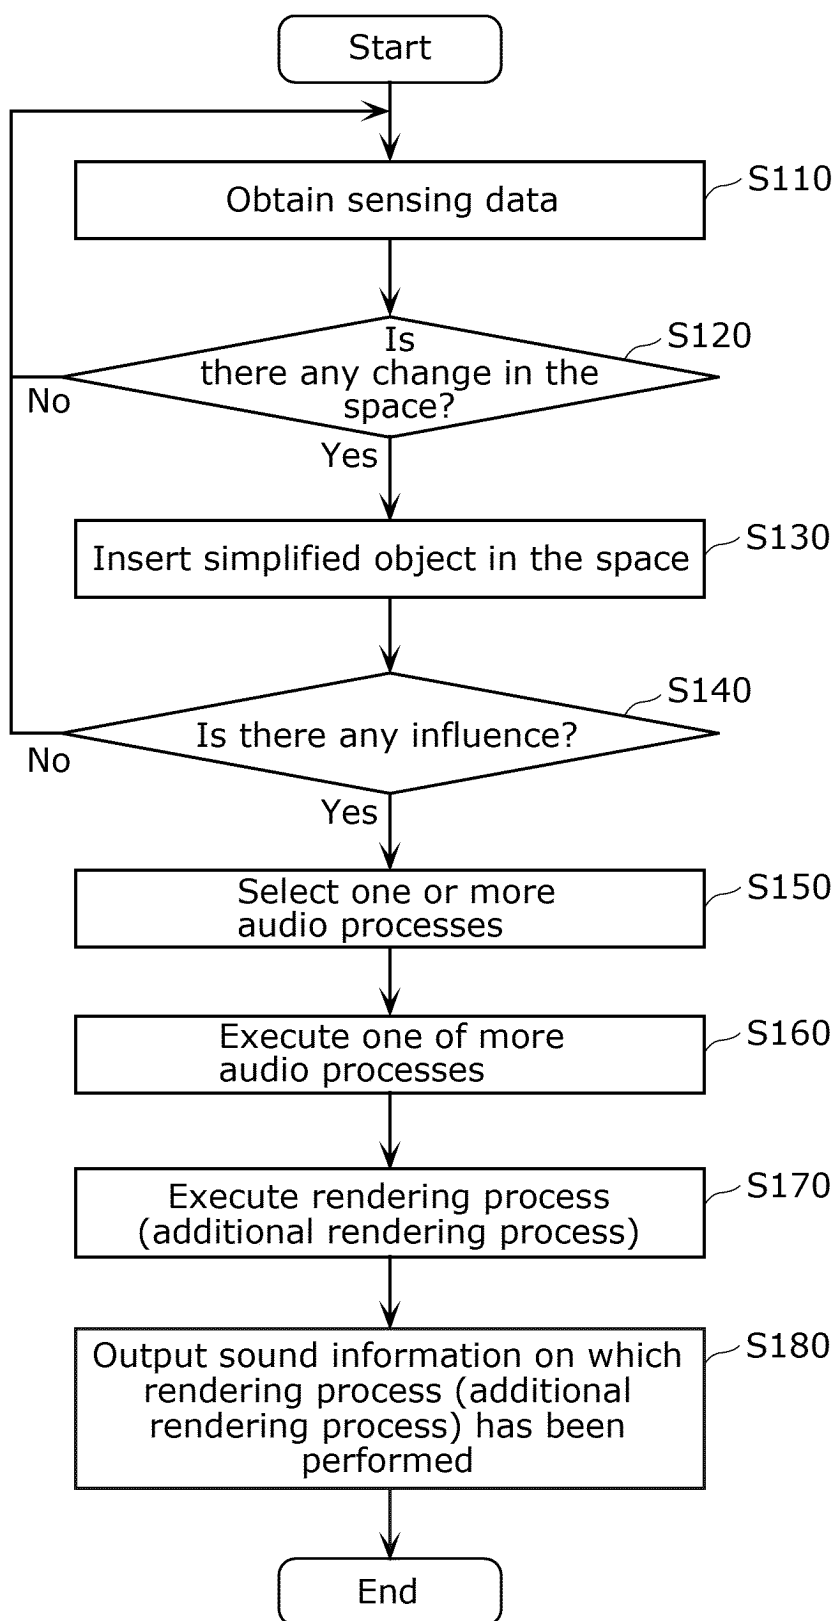 Start
Obtain sensing data
S110
Is
there any change in the
space?
S120
No
Yes
Insert simplified object in the space
S130
Is there any influence?
S140
No
Yes
Select one or more
audio processes
S150
Execute one of more
audio processes
S160
Execute rendering process
(additional rendering process)
S170
Output sound information on which
rendering process (additional
rendering process) has been
performed
S180
End